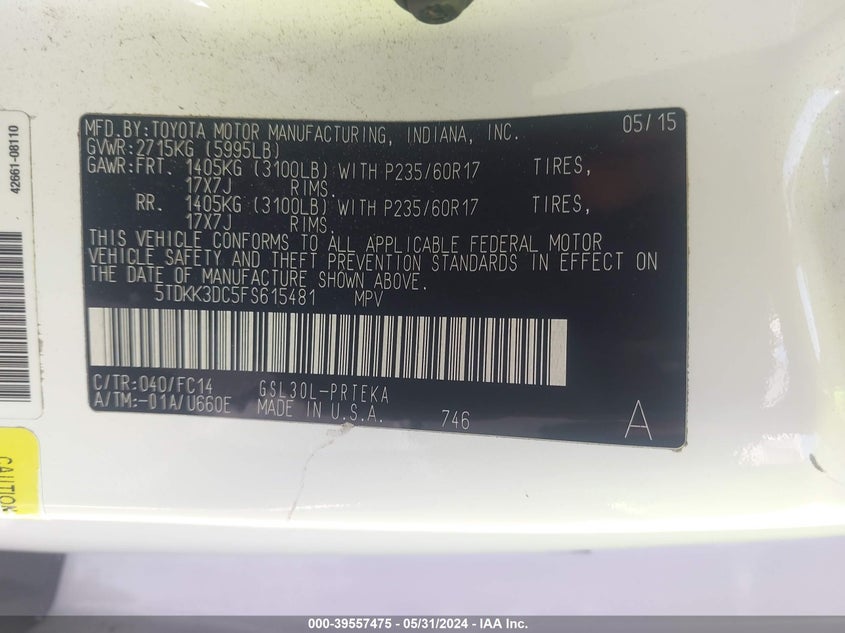 42661-08110
MFD.BY:TOYOTA MOTOR MANUFACTURING, INDIANA, INC. 05/15
GVWR:2715KG (5995LB)
GAWR:FRT. 1405KG (3100LB) WITH P235/60R17 TIRES,
17X7J RIMS.
RR. 1405KG (3100LB) WITH P235/60R17 TIRES,
17X7J RIMS.
THIS VEHICLE CONFORMS TO ALL APPLICABLE FEDERAL MOTOR
VEHICLE SAFETY AND THEFT PREVENTION STANDARDS IN EFFECT ON
THE DATE OF MANUFACTURE SHOWN ABOVE.
5TDKK3DC5FS615481 MPV
C/TR:040/FC14 GSL30L-PRTEKA
A/TM:-01A/U660E MADE IN U.S.A. 746 A
CAUTION
000-39557475 - 05/31/2024 - IAA Inc.